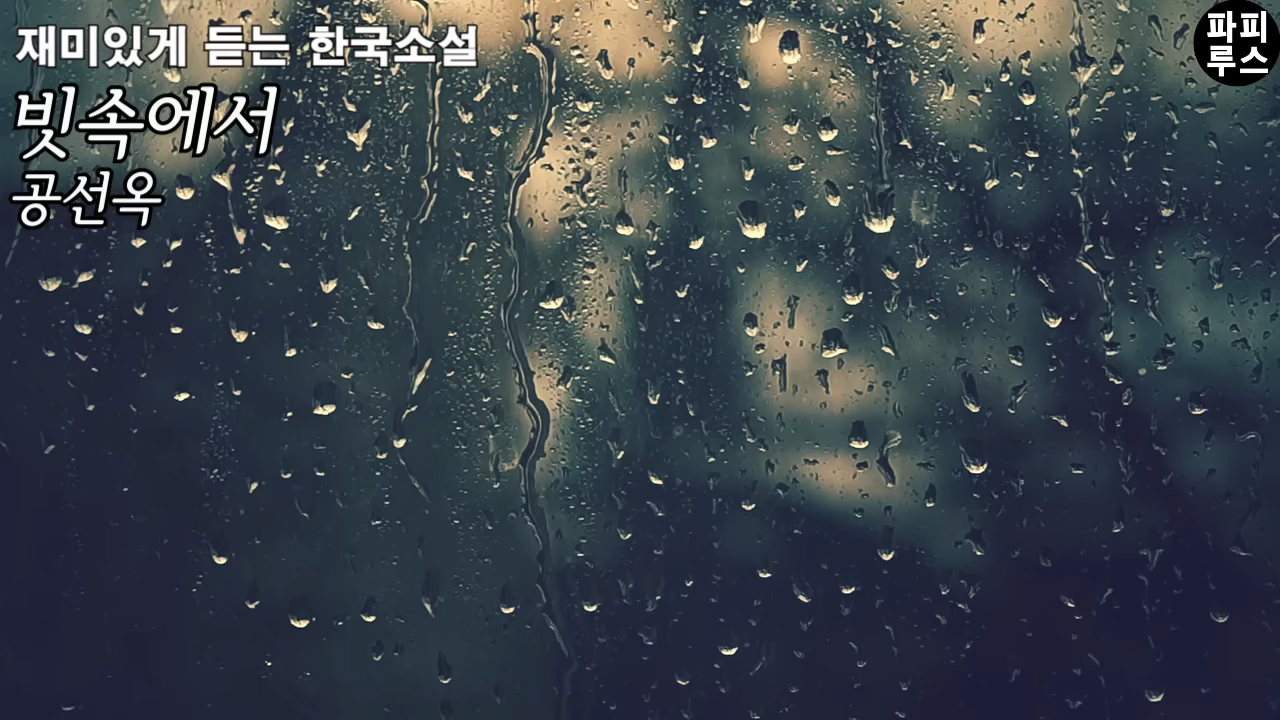 재미있게 듣는 한국소설
빗속에서
공선옥
파피
루스